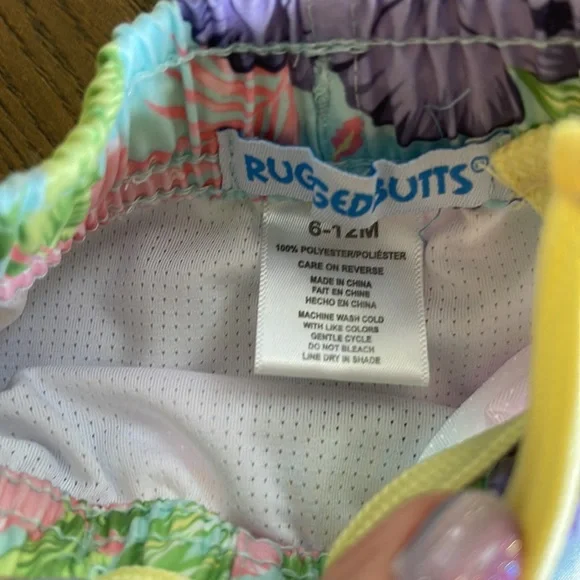 RUGGEDBUTTS®
6-12M
100% POLYESTER/POLIÉSTER
CARE ON REVERSE
MADE IN CHINA
FAIT EN CHINE
HECHO EN CHINA
MACHINE WASH COLD
WITH LIKE COLORS
GENTLE CYCLE
DO NOT BLEACH
LINE DRY IN SHADE